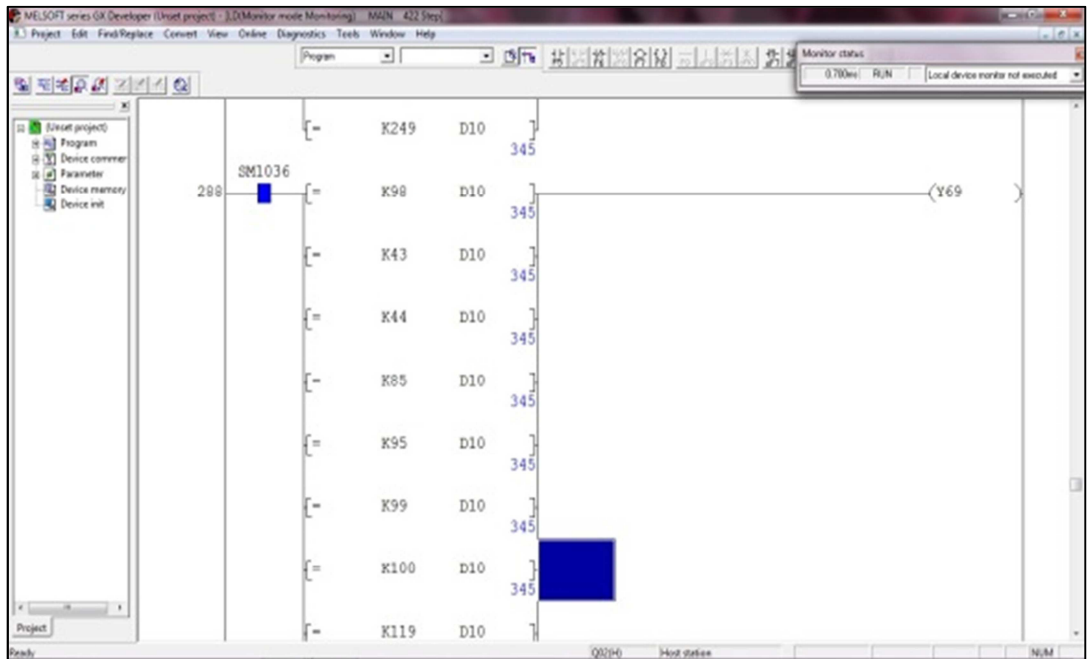 MELSOFT series GX Developer (Unset project) - [LD(Monitor mode Monitoring) MAIN 422 Step]
Project Edit Find/Replace Convert View Online Diagnostics Tools Window Help
Program
Monitor status
0.700ms RUN Local device monitor not executed
(Unset project)
Program
Device commer
Parameter
Device memory
Device init
Project
[= K249 D10 ]
345
SM1036
288 [= K98 D10 ] (Y69 )
345
[= K43 D10 ]
345
[= K44 D10 ]
345
[= K85 D10 ]
345
[= K95 D10 ]
345
[= K99 D10 ]
345
[= K100 D10 ]
345
[= K119 D10 ]
Ready Q02(H) Host station NUM